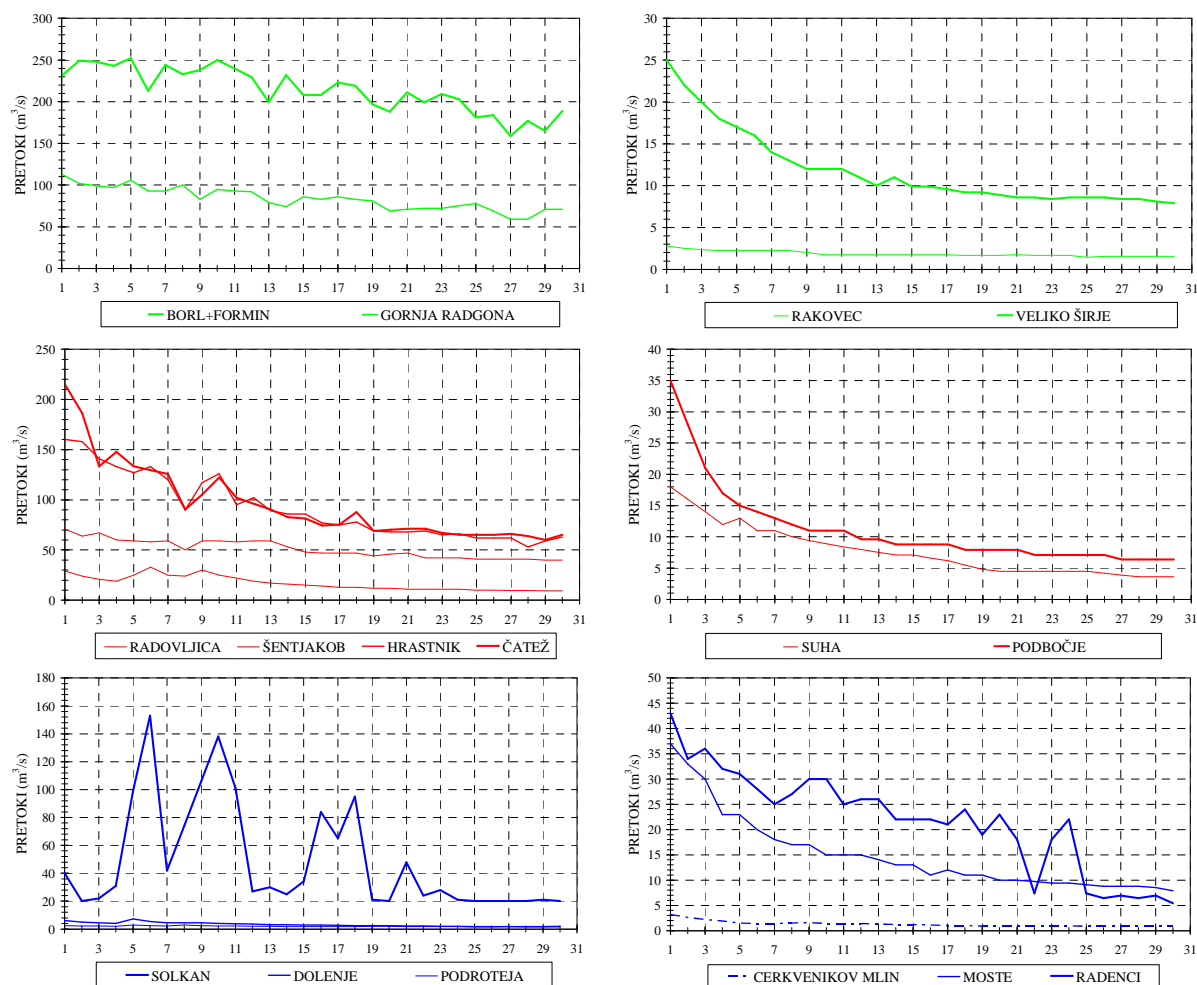 PRETOKI (m³/s)
300
250
200
150
100
50
0
1 3 5 7 9 11 13 15 17 19 21 23 25 27 29 31
BORL+FORMIN GORNJA RADGONA
PRETOKI (m³/s)
30
25
20
15
10
5
0
1 3 5 7 9 11 13 15 17 19 21 23 25 27 29 31
RAKOVEC VELIKO ŠIRJE
PRETOKI (m³/s)
250
200
150
100
50
0
1 3 5 7 9 11 13 15 17 19 21 23 25 27 29 31
RADOVLJICA ŠENTJAKOB HRASTNIK ČATEŽ
PRETOKI (m³/s)
40
35
30
25
20
15
10
5
0
1 3 5 7 9 11 13 15 17 19 21 23 25 27 29 31
SUHA PODBOČJE
PRETOKI (m³/s)
180
160
140
120
100
80
60
40
20
0
1 3 5 7 9 11 13 15 17 19 21 23 25 27 29 31
SOLKAN DOLENJE PODROTEJA
PRETOKI (m³/s)
50
45
40
35
30
25
20
15
10
5
0
1 3 5 7 9 11 13 15 17 19 21 23 25 27 29 31
CERKVENIKOV MLIN MOSTE RADENCI